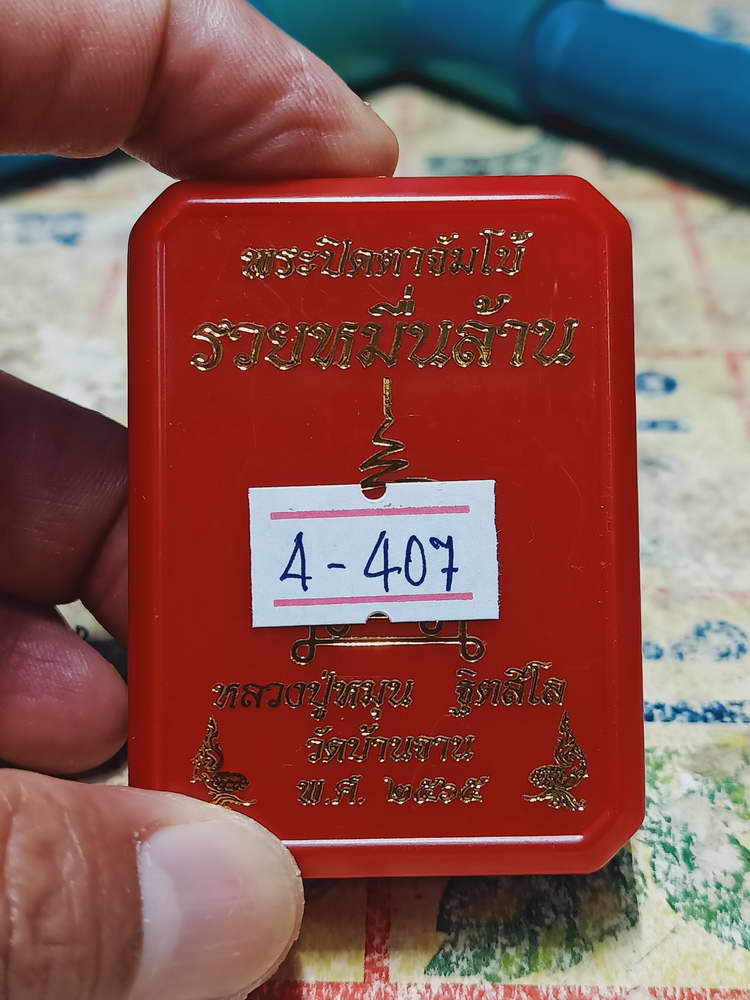 พระปิดตาจัมโบ้
รวยหมื่นล้าน
4-407
หลวงปู่หมุน ฐิตสีโล
วัดบ้านจาน
พ.ศ. ๒๕๖๕